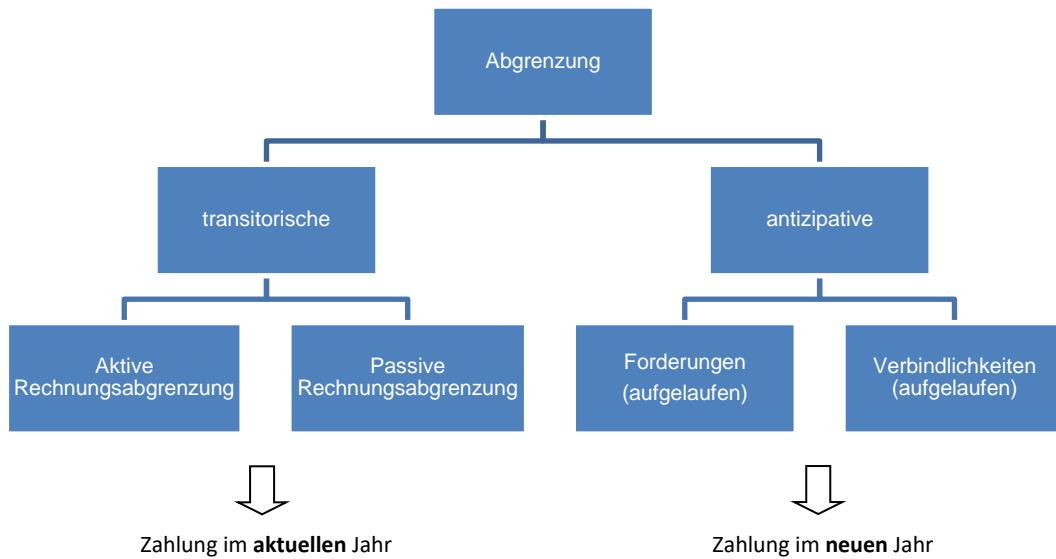 Abgrenzung
transitorische
antizipative
Aktive
Rechnungsabgrenzung
Passive
Rechnungsabgrenzung
Forderungen
(aufgelaufen)
Verbindlichkeiten
(aufgelaufen)
Zahlung im aktuellen Jahr
Zahlung im neuen Jahr